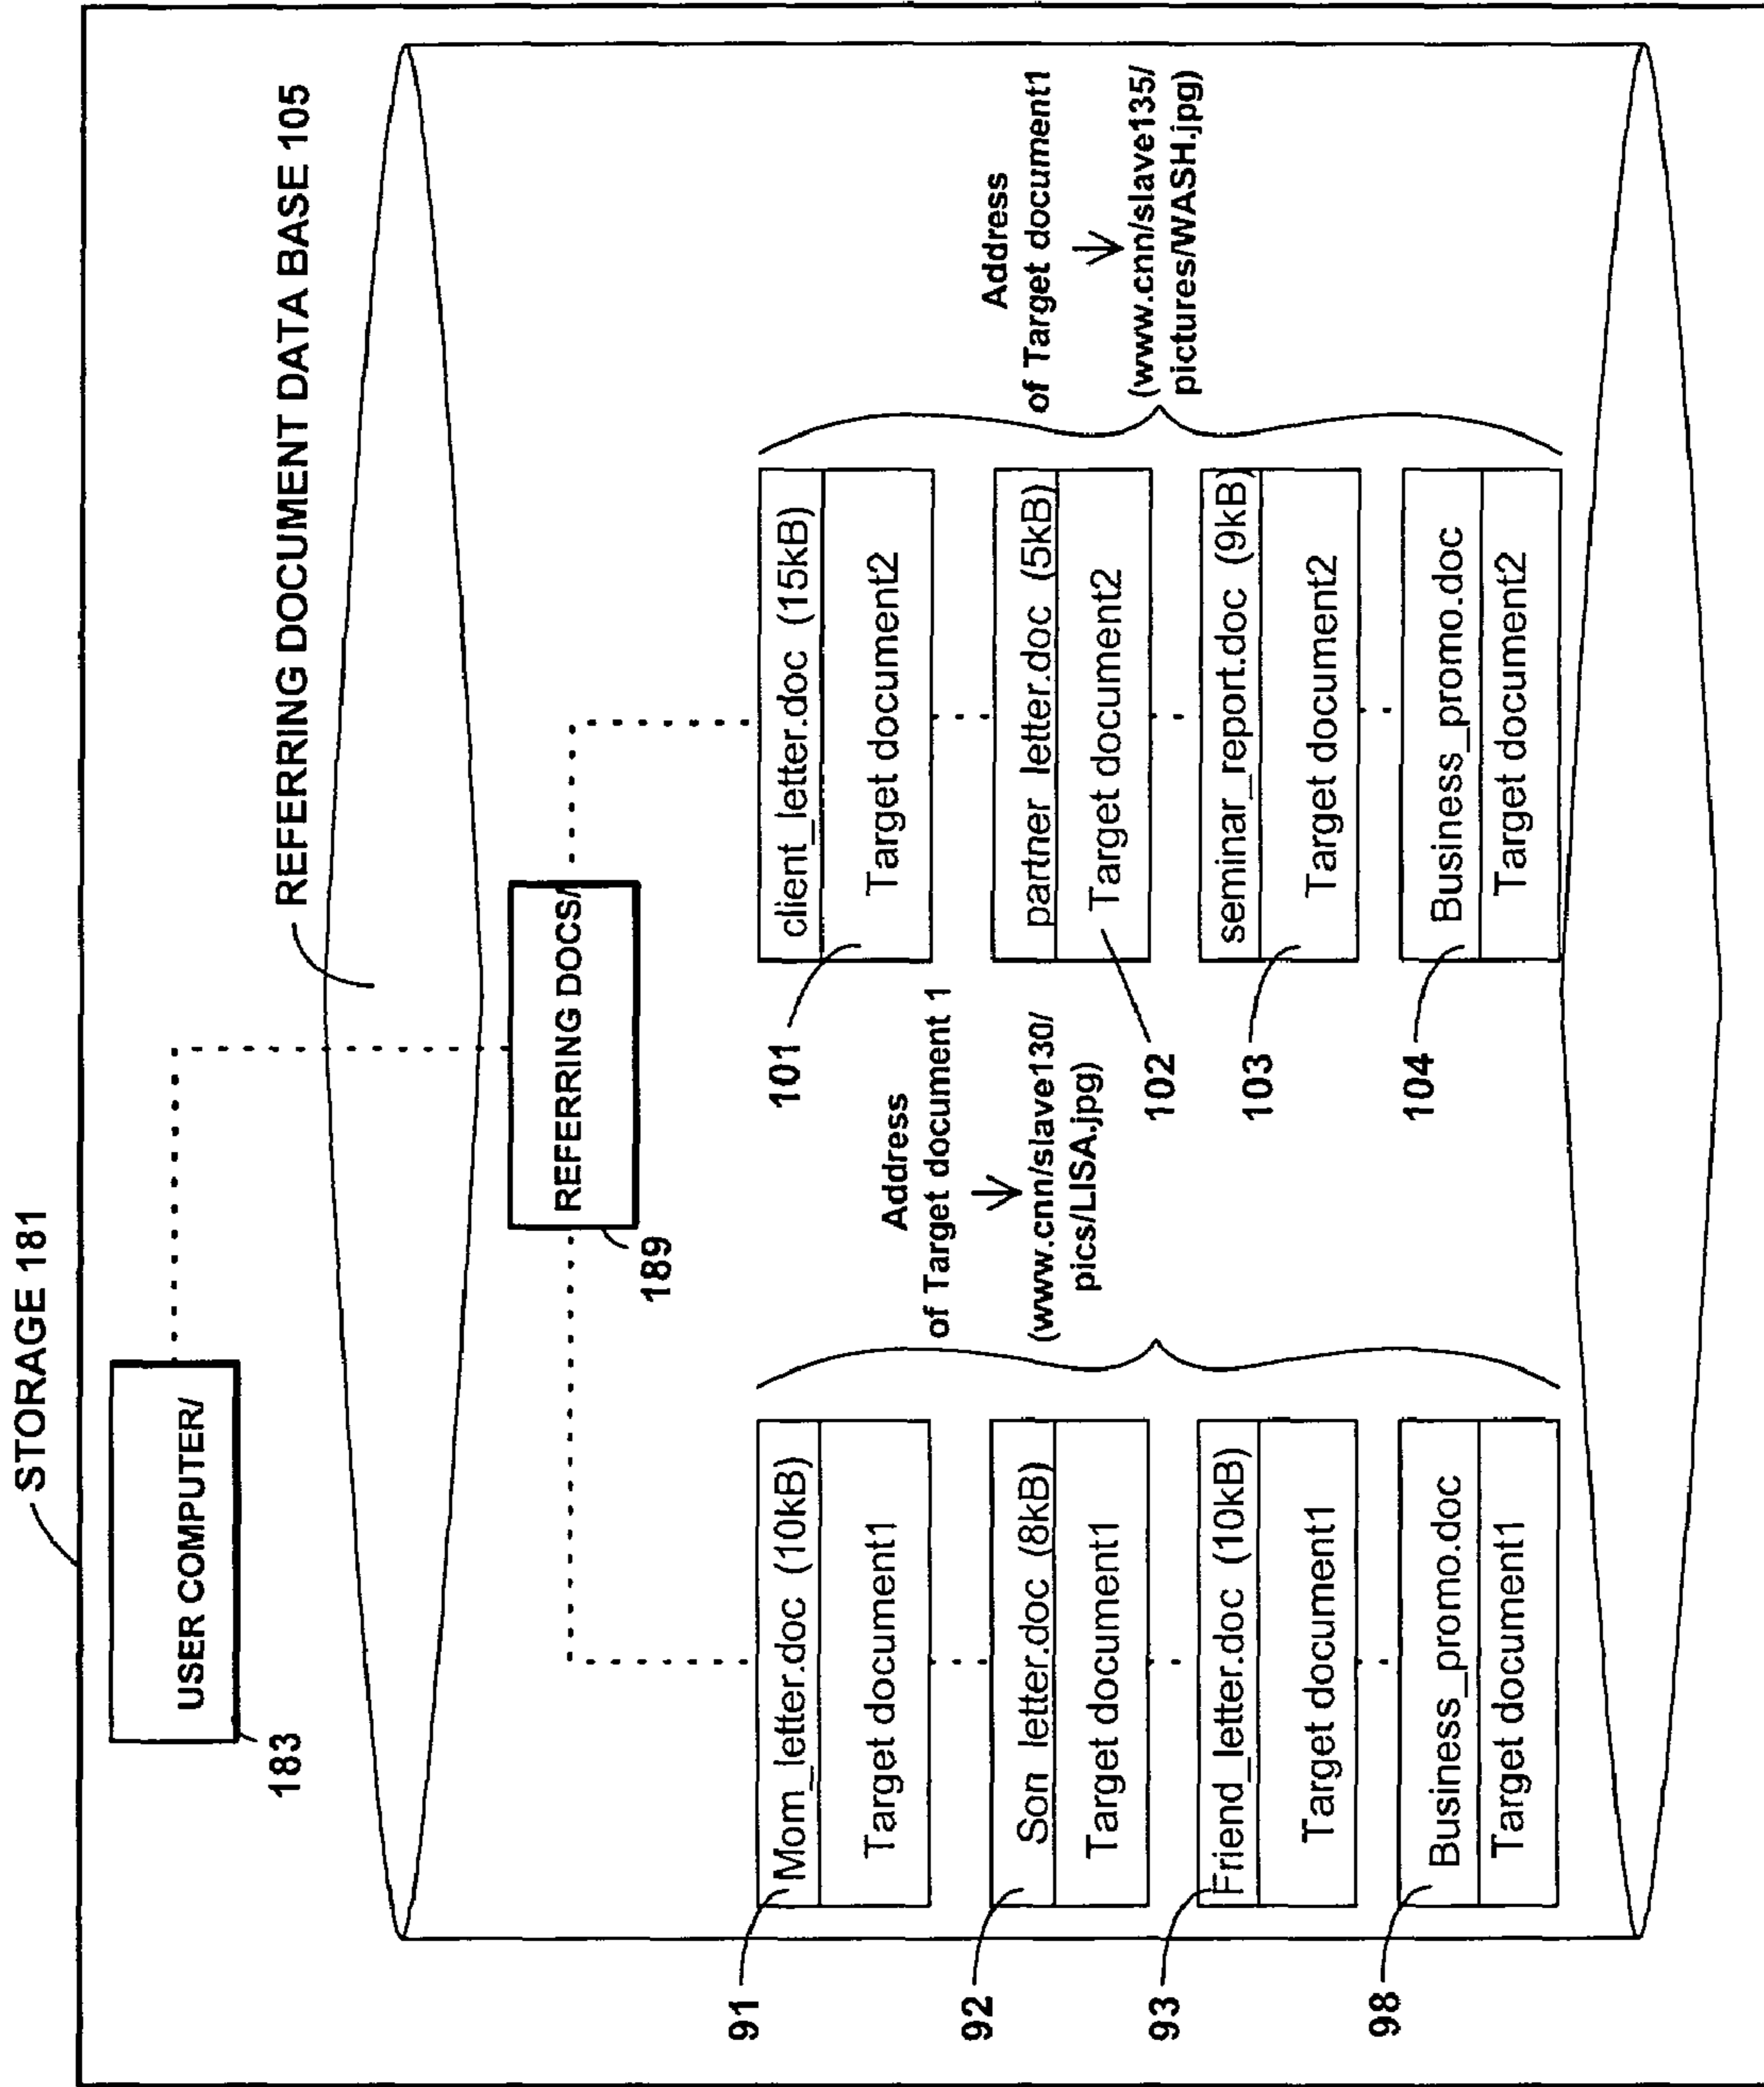 STORAGE 181
USER COMPUTER/
183
REFERRING DOCUMENT DATA BASE 105
REFERRING DOCS/
189
91
Mom_letter.doc (10kB)
Target document1
92
Son_letter.doc (8kB)
Target document1
93
Friend_letter.doc (10kB)
Target document1
98
Business_promo.doc
Target document1
Address
of Target document 1
(www.cnn/slave130/
pics/LISA.jpg)
101
client_letter.doc (15kB)
Target document2
102
partner_letter.doc (5kB)
Target document2
103
seminar_report.doc (9kB)
Target document2
104
Business_promo.doc
Target document2
Address
of Target document1
(www.cnn/slave135/
pictures/WASH.jpg)